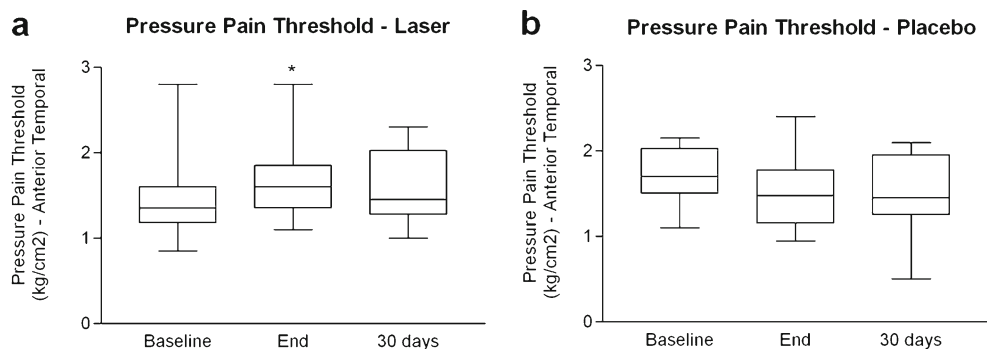 a
Pressure Pain Threshold - Laser
Pressure Pain Threshold
(kg/cm2) - Anterior Temporal
3
2
1
0
*
Baseline
End
30 days
b
Pressure Pain Threshold - Placebo
Pressure Pain Threshold
(kg/cm2) - Anterior Temporal
3
2
1
0
Baseline
End
30 days